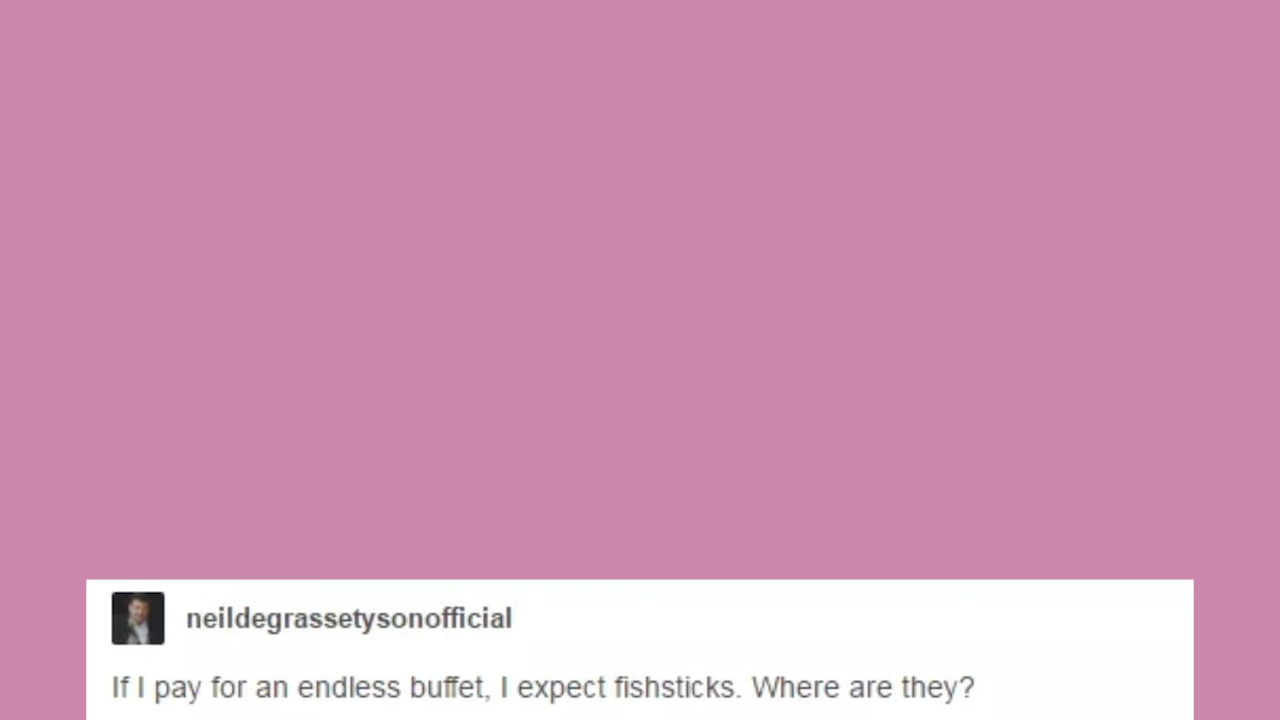 neildegrassetysonofficial
If I pay for an endless buffet, I expect fishsticks. Where are they?